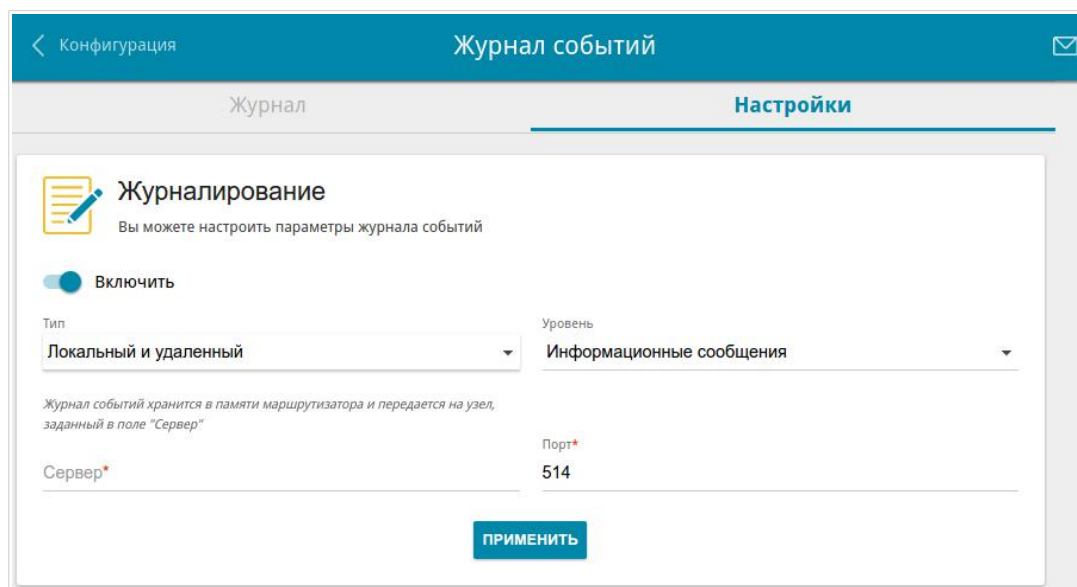 Конфигурация
Журнал событий
Журнал
Настройки
Журналирование
Вы можете настроить параметры журнала событий
Включить
Тип
Уровень
Локальный и удаленный
Информационные сообщения
Журнал событий хранится в памяти маршрутизатора и передается на узел,
заданный в поле "Сервер"
Порт*
Сервер*
514
ПРИМЕНИТЬ